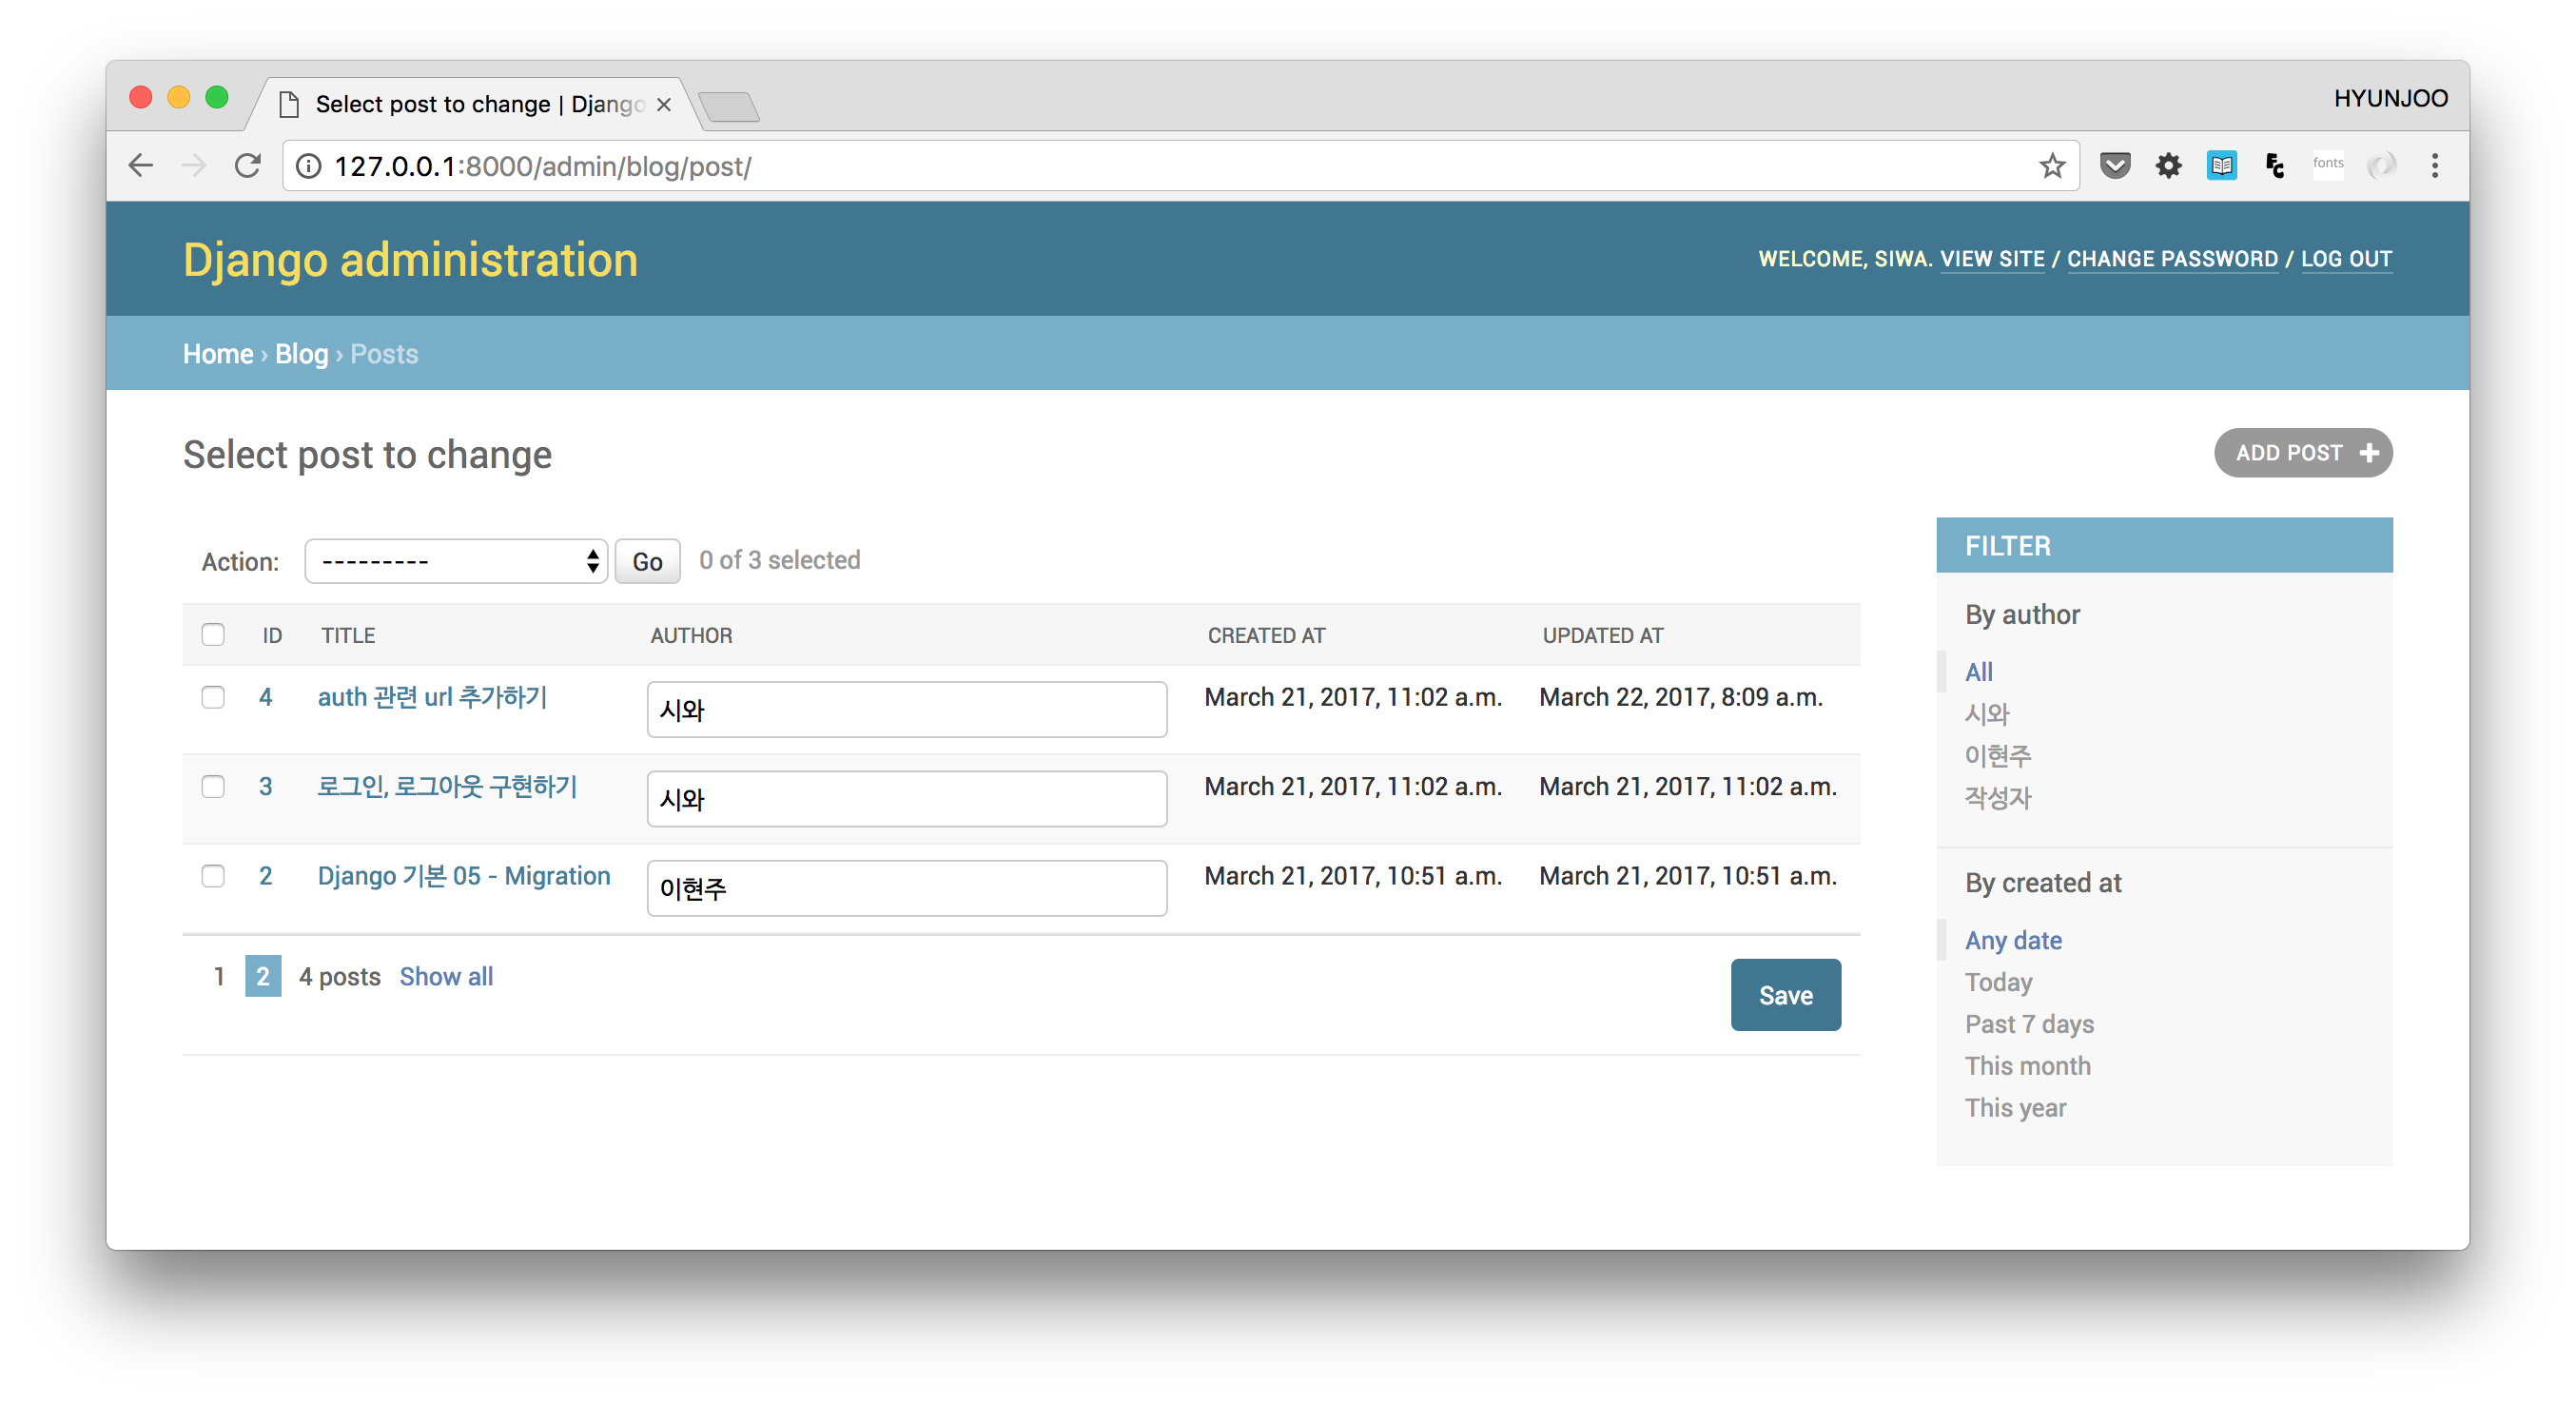 Select post to change | Django
HYUNJOO
127.0.0.1:8000/admin/blog/post/
fonts
Django administration
WELCOME, SIWA. VIEW SITE / CHANGE PASSWORD / LOG OUT
Home › Blog › Posts
Select post to change
ADD POST +
Action: --------- Go 0 of 3 selected
ID TITLE AUTHOR CREATED AT UPDATED AT
4 auth 관련 url 추가하기 시와 March 21, 2017, 11:02 a.m. March 22, 2017, 8:09 a.m.
3 로그인, 로그아웃 구현하기 시와 March 21, 2017, 11:02 a.m. March 21, 2017, 11:02 a.m.
2 Django 기본 05 - Migration 이현주 March 21, 2017, 10:51 a.m. March 21, 2017, 10:51 a.m.
1 2 4 posts Show all
Save
FILTER
By author
All
시와
이현주
작성자
By created at
Any date
Today
Past 7 days
This month
This year